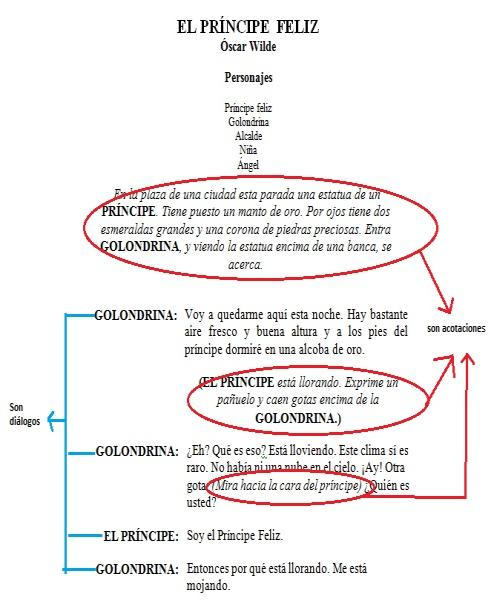 EL PRÍNCIPE FELIZ
Óscar Wilde
Personajes
Príncipe feliz
Golondrina
Alcalde
Niña
Ángel
En la plaza de una ciudad esta parada una estatua de un
PRÍNCIPE. Tiene puesto un manto de oro. Por ojos tiene dos
esmeraldas grandes y una corona de piedras preciosas. Entra
GOLONDRINA, y viendo la estatua encima de una banca, se
acerca.
GOLONDRINA: Voy a quedarme aquí esta noche. Hay bastante
aire fresco y buena altura y a los pies del
príncipe dormiré en una alcoba de oro.
son acotaciones
(EL PRÍNCIPE está llorando. Exprime un
pañuelo y caen gotas encima de la
GOLONDRINA.)
Son
diálogos
GOLONDRINA: ¿Eh? Qué es eso? Está lloviendo. Este clima sí es
raro. No había ni una nube en el cielo. ¡Ay! Otra
gota. (Mira hacia la cara del príncipe) ¿Quién es
usted?
EL PRÍNCIPE: Soy el Príncipe Feliz.
GOLONDRINA: Entonces por qué está llorando. Me está
mojando.